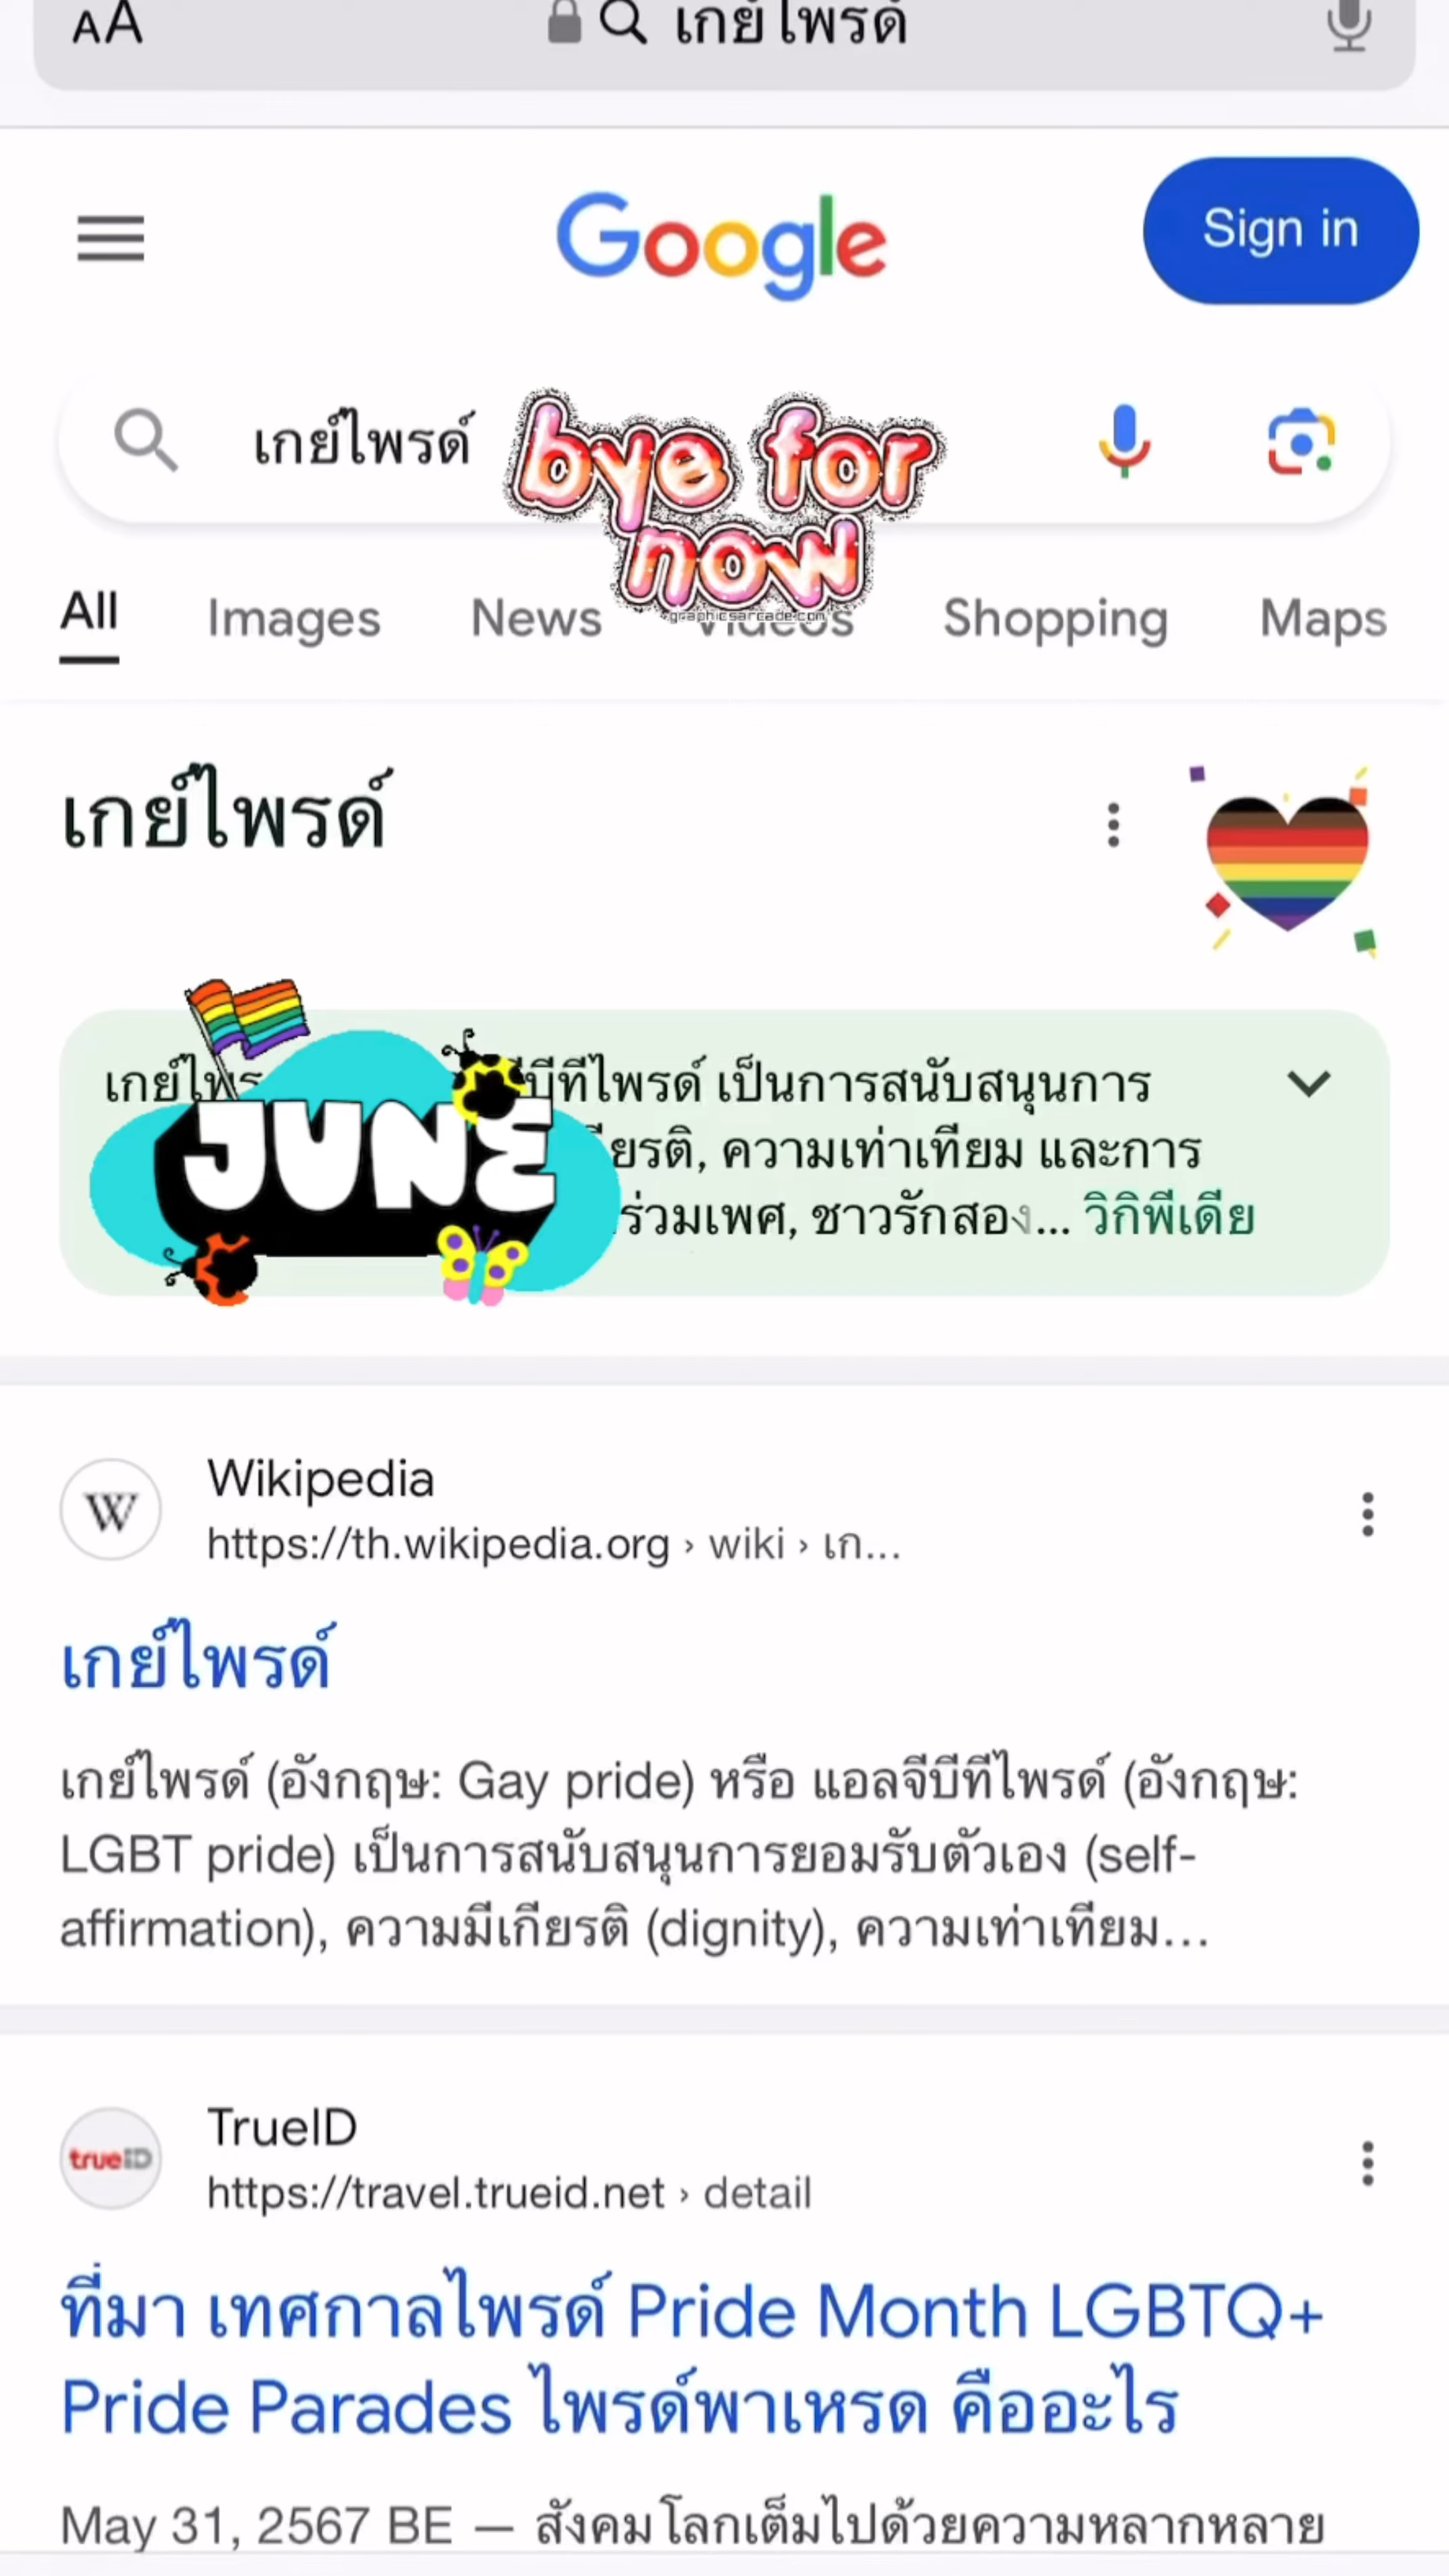 AA เกย์ไพรด์
Google
Sign in
เกย์ไพรด์
bye for
now
graphicsarcade.com
All Images News Videos Shopping Maps
เกย์ไพรด์
บีทีไพรด์ เป็นการสนับสนุนการ
ยรติ, ความเท่าเทียม และการ
ร่วมเพศ, ชาวรักสอง... วิกิพีเดีย
JUNE
W
Wikipedia
https://th.wikipedia.org › wiki › เก...
เกย์ไพรด์
เกย์ไพรด์ (อังกฤษ: Gay pride) หรือ แอลจีบีทีไพรด์ (อังกฤษ:
LGBT pride) เป็นการสนับสนุนการยอมรับตัวเอง (self-
affirmation), ความมีเกียรติ (dignity), ความเท่าเทียม...
trueID
TrueID
https://travel.trueid.net › detail
ที่มา เทศกาลไพรด์ Pride Month LGBTQ+
Pride Parades ไพรด์พาเหรด คืออะไร
May 31, 2567 BE — สังคมโลกเต็มไปด้วยความหลากหลาย